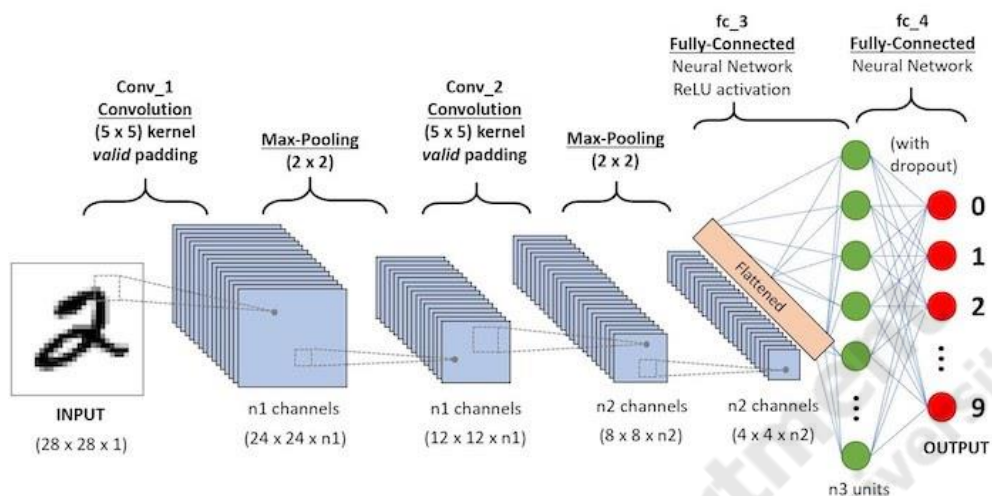 fc_3
Fully-Connected
Neural Network
ReLU activation
fc_4
Fully-Connected
Neural Network
Conv_1
Convolution
(5 x 5) kernel
valid padding
Max-Pooling
(2 x 2)
Conv_2
Convolution
(5 x 5) kernel
valid padding
Max-Pooling
(2 x 2)
(with
dropout)
Flattened
0
1
2
9
INPUT
(28 x 28 x 1)
n1 channels
(24 x 24 x n1)
n1 channels
(12 x 12 x n1)
n2 channels
(8 x 8 x n2)
n2 channels
(4 x 4 x n2)
OUTPUT
n3 units